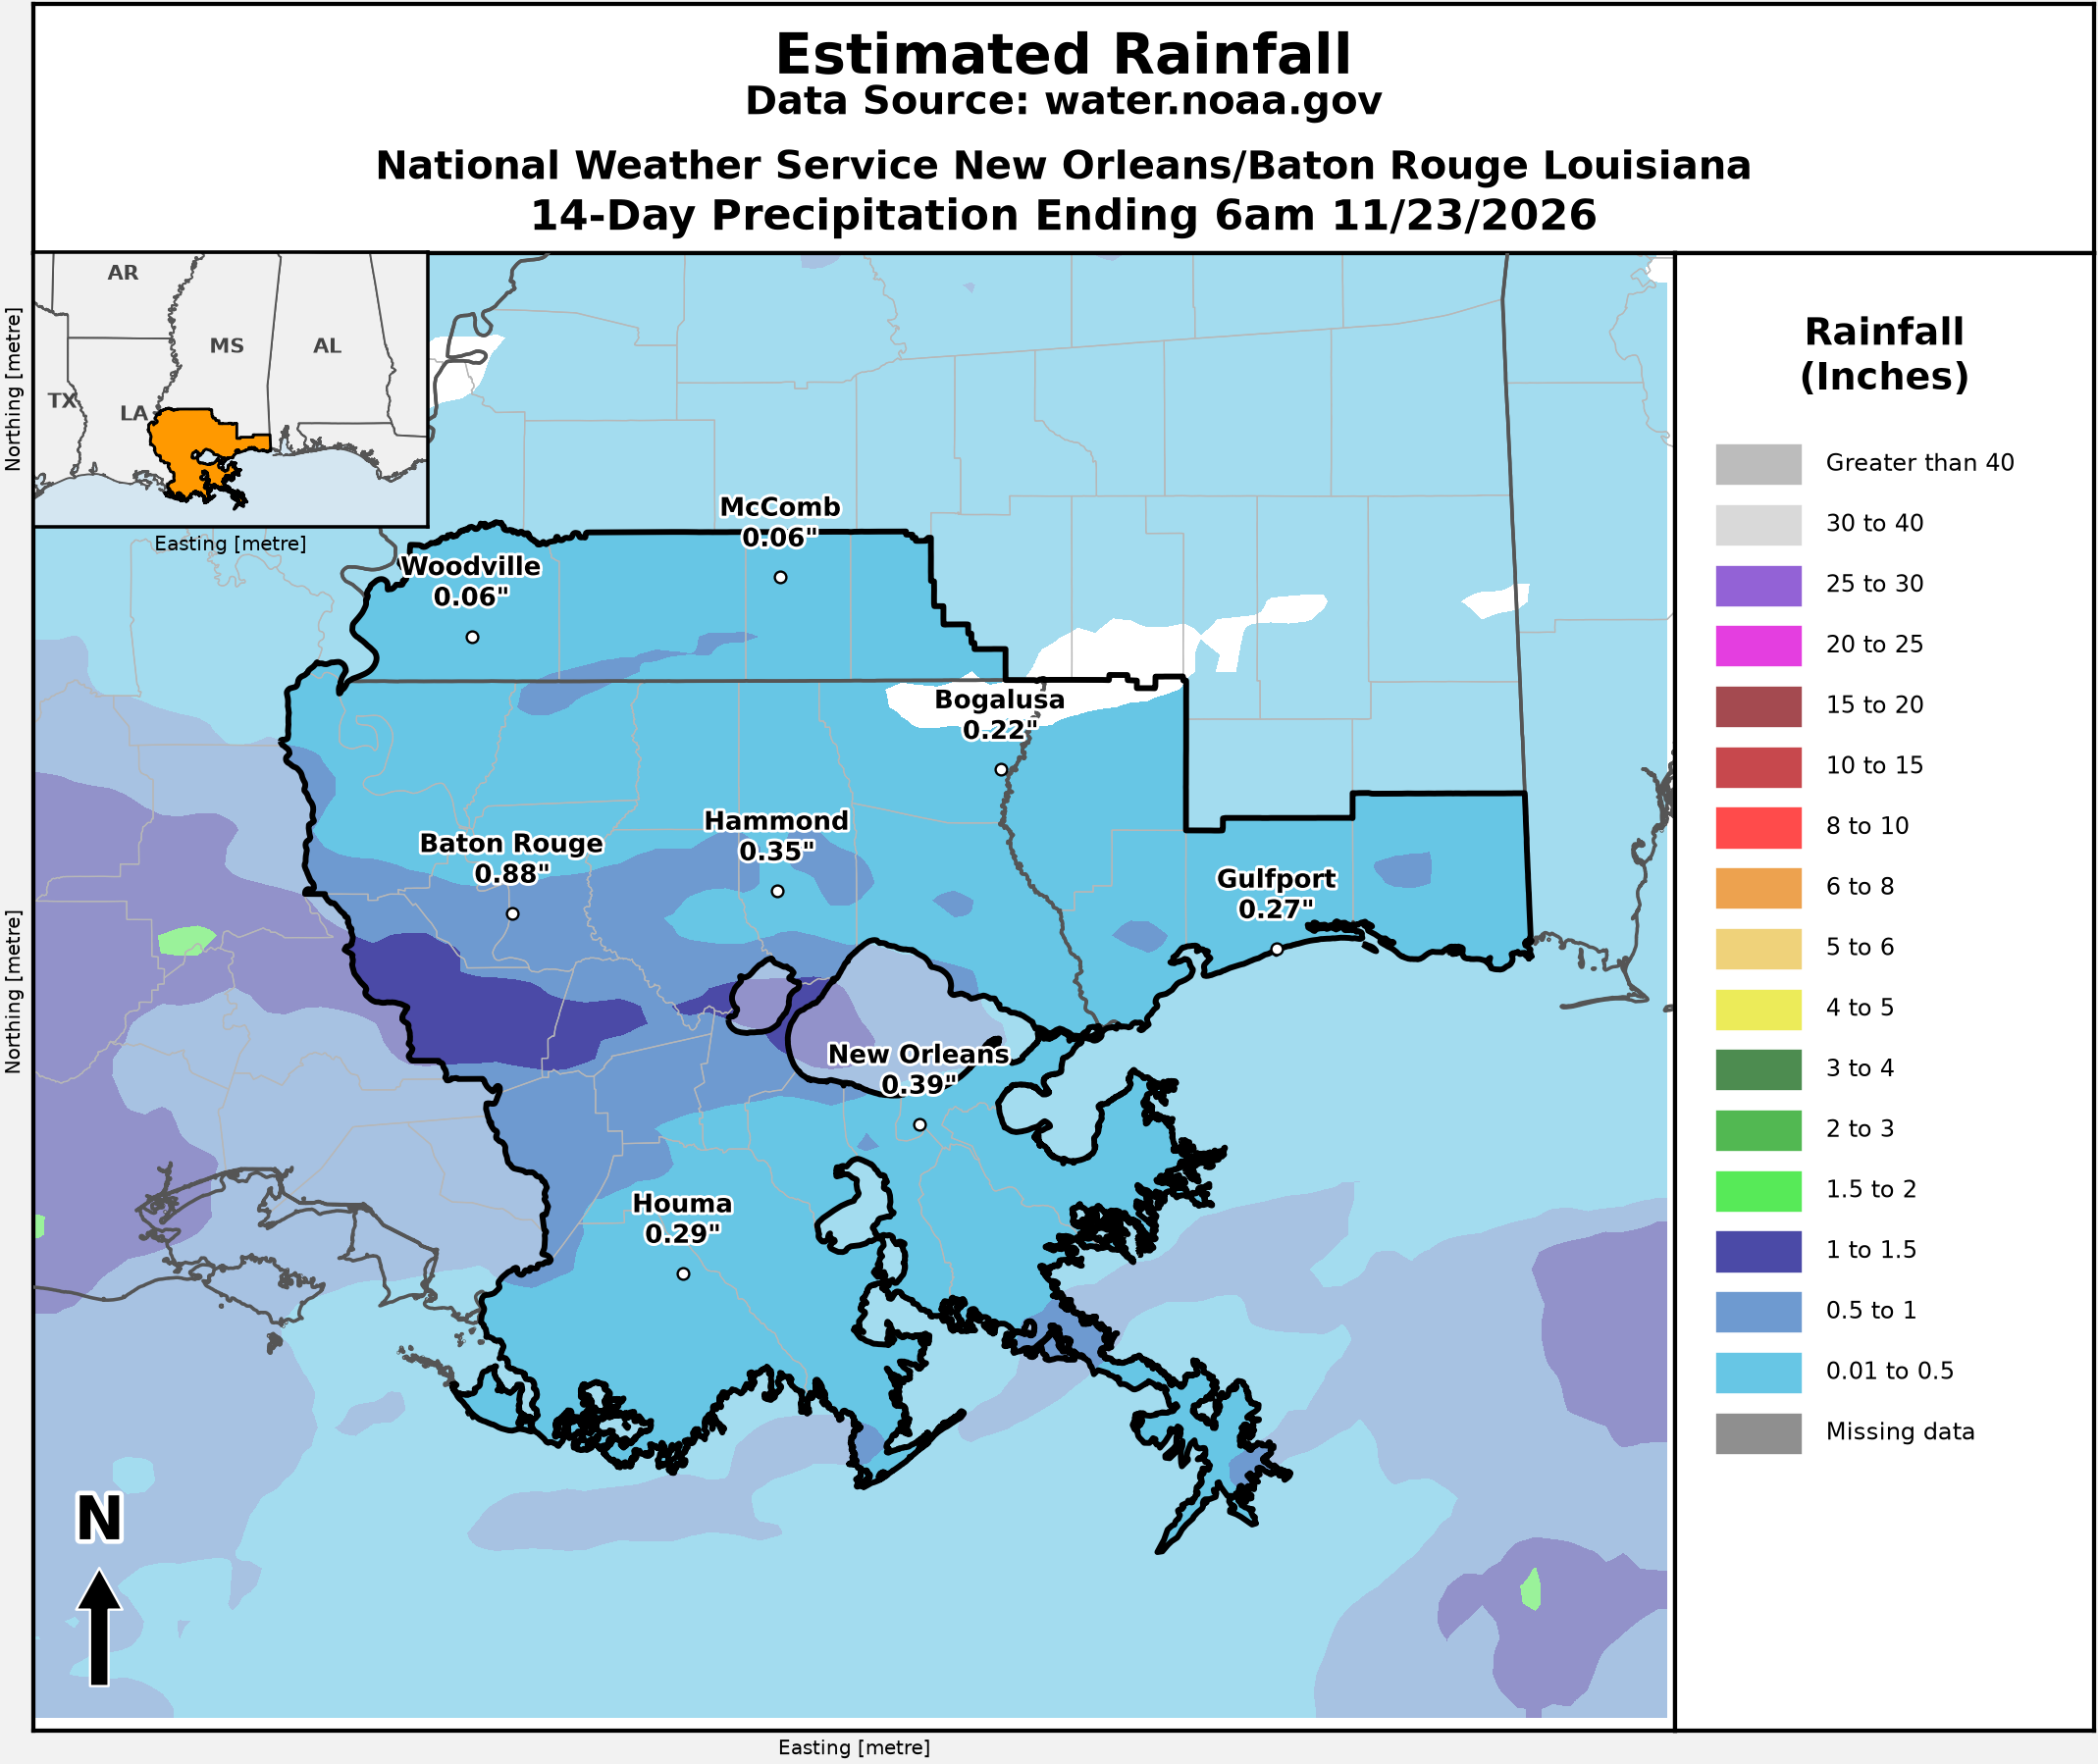 Estimated Rainfall
Data Source: water.noaa.gov
National Weather Service New Orleans/Baton Rouge Louisiana
14-Day Precipitation Ending 6am 11/23/2026
AR
MS
AL
TX
LA
Easting [metre]
Northing [metre]
Northing [metre]
McComb
0.06"
Woodville
0.06"
Bogalusa
0.22"
Hammond
0.35"
Baton Rouge
0.88"
Gulfport
0.27"
New Orleans
0.39"
Houma
0.29"
N
Easting [metre]
Rainfall
(Inches)
Greater than 40
30 to 40
25 to 30
20 to 25
15 to 20
10 to 15
8 to 10
6 to 8
5 to 6
4 to 5
3 to 4
2 to 3
1.5 to 2
1 to 1.5
0.5 to 1
0.01 to 0.5
Missing data